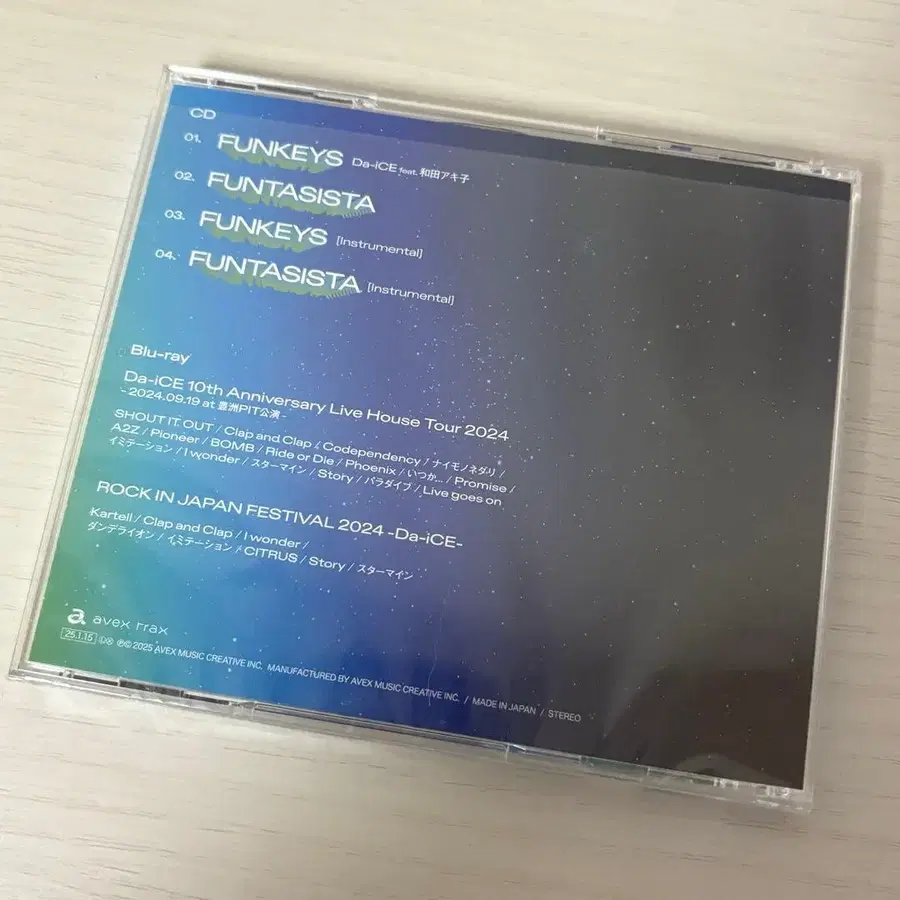 CD
01. FUNKEYS Da-iCE feat. 和田アキ子
02. FUNTASISTA
03. FUNKEYS [Instrumental]
04. FUNTASISTA [Instrumental]
Blu-ray
Da-iCE 10th Anniversary Live House Tour 2024
- 2024.09.19 at 豊洲PIT公演 -
SHOUT IT OUT / Clap and Clap / Codependency / ナイモノネダリ /
A2Z / Pioneer / BOMB / Ride or Die / Phoenix / いつか... / Promise /
イミテーション / I wonder / スターマイン / Story / パラダイブ / Live goes on
ROCK IN JAPAN FESTIVAL 2024 -Da-iCE-
Kartell / Clap and Clap / I wonder /
ダンデライオン / イミテーション / CITRUS / Story / スターマイン
a avex trax
25.1.15 ⓁⓍ ℗© 2025 AVEX MUSIC CREATIVE INC. MANUFACTURED BY AVEX MUSIC CREATIVE INC. / MADE IN JAPAN / STEREO